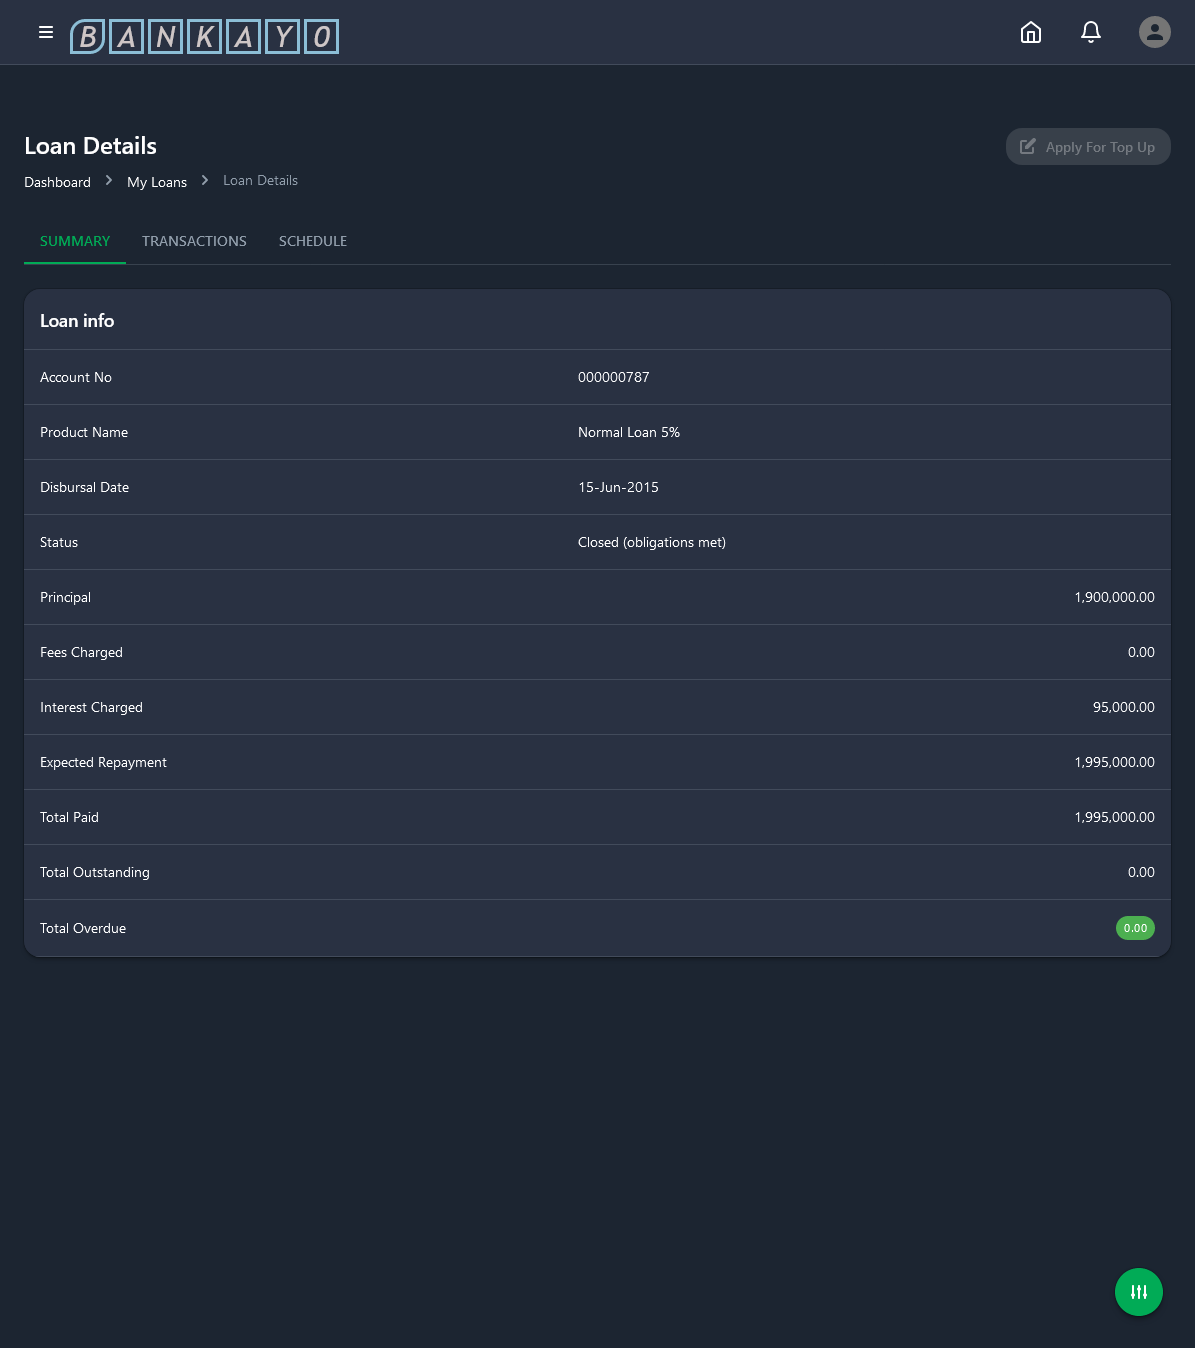 BANKAYO
Loan Details
Apply For Top Up
Dashboard My Loans Loan Details
SUMMARY TRANSACTIONS SCHEDULE
Loan info
Account No 000000787
Product Name Normal Loan 5%
Disbursal Date 15-Jun-2015
Status Closed (obligations met)
Principal 1,900,000.00
Fees Charged 0.00
Interest Charged 95,000.00
Expected Repayment 1,995,000.00
Total Paid 1,995,000.00
Total Outstanding 0.00
Total Overdue 0.00